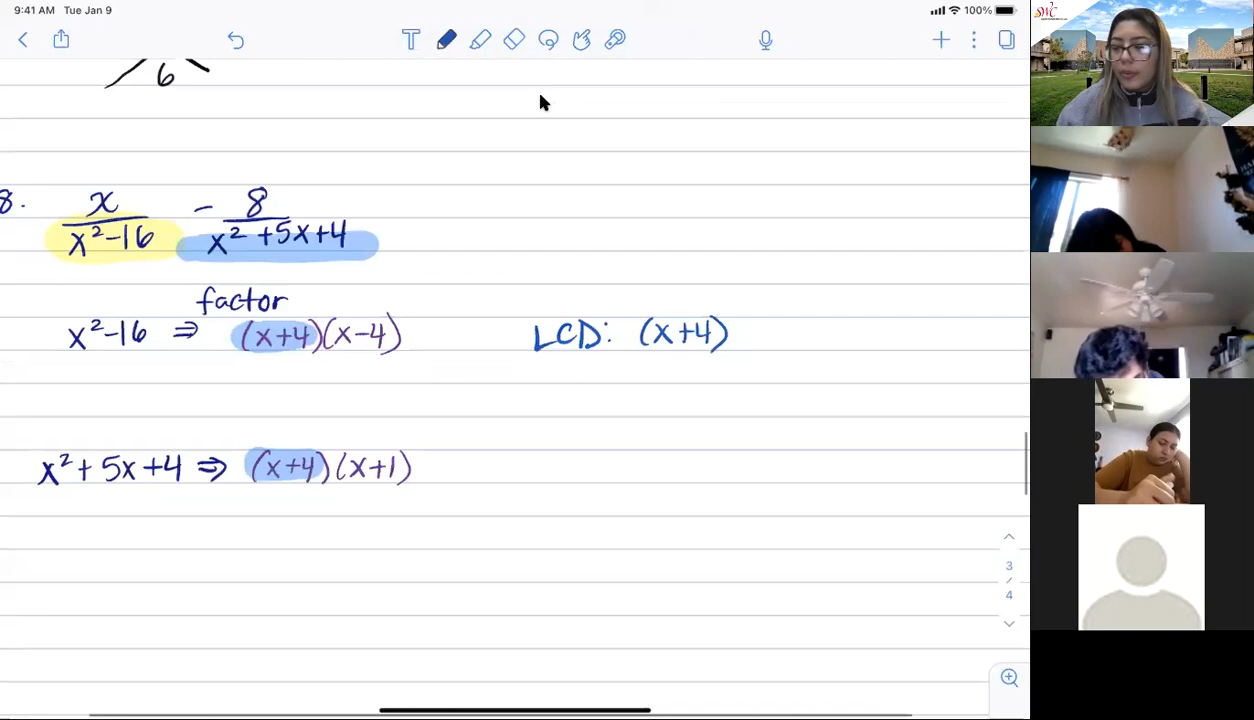 9:41 AM Tue Jan 9
100%
T
6
8. x/(x²-16) - 8/(x²+5x+4)
factor
x²-16 ⇒ (x+4)(x-4)
LCD: (x+4)
x²+5x+4 ⇒ (x+4)(x+1)
3
/
4
SWC